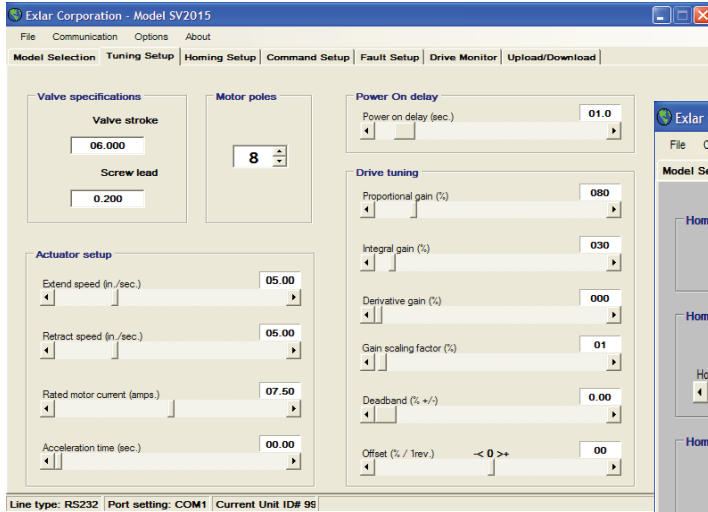 Exlar Corporation - Model SV2015
File Communication Options About
Model Selection Tuning Setup Homing Setup Command Setup Fault Setup Drive Monitor Upload/Download
Valve specifications
Valve stroke
06.000
Screw lead
0.200
Motor poles
8
Actuator setup
Extend speed (in./sec.) 05.00
Retract speed (in./sec.) 05.00
Rated motor current (amps.) 07.50
Acceleration time (sec.) 00.00
Power On delay
Power on delay (sec.) 01.0
Drive tuning
Proportional gain (%) 080
Integral gain (%) 030
Derivative gain (%) 000
Gain scaling factor (%) 01
Deadband (% +/-) 0.00
Offset (% / 1rev.) -< 0 >+ 00
Line type: RS232 Port setting: COM1 Current Unit ID# 99
Exlar
File C
Model Se
Hom
Hom
Ho
Hom